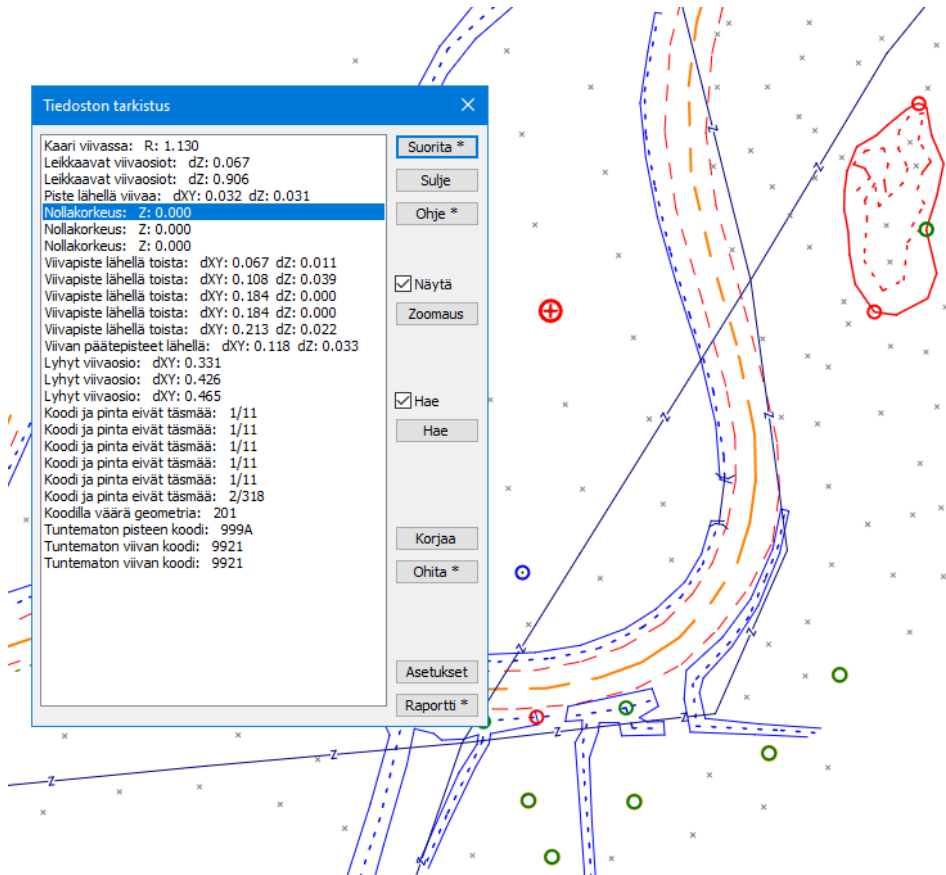 Tiedoston tarkistus
Kaari viivassa: R: 1.130
Leikkaavat viivaosiot: dZ: 0.067
Leikkaavat viivaosiot: dZ: 0.906
Piste lähellä viivaa: dXY: 0.032 dZ: 0.031
Nollakorkeus: Z: 0.000
Nollakorkeus: Z: 0.000
Nollakorkeus: Z: 0.000
Viivapiste lähellä toista: dXY: 0.067 dZ: 0.011
Viivapiste lähellä toista: dXY: 0.108 dZ: 0.039
Viivapiste lähellä toista: dXY: 0.184 dZ: 0.000
Viivapiste lähellä toista: dXY: 0.184 dZ: 0.000
Viivapiste lähellä toista: dXY: 0.213 dZ: 0.022
Viivan päätepisteet lähellä: dXY: 0.118 dZ: 0.033
Lyhyt viivaosio: dXY: 0.331
Lyhyt viivaosio: dXY: 0.426
Lyhyt viivaosio: dXY: 0.465
Koodi ja pinta eivät täsmää: 1/11
Koodi ja pinta eivät täsmää: 1/11
Koodi ja pinta eivät täsmää: 1/11
Koodi ja pinta eivät täsmää: 1/11
Koodi ja pinta eivät täsmää: 1/11
Koodi ja pinta eivät täsmää: 2/318
Koodilla väärä geometria: 201
Tuntematon pisteen koodi: 999A
Tuntematon viivan koodi: 9921
Tuntematon viivan koodi: 9921
Suorita *
Sulje
Ohje *
Näytä
Zoomaus
Hae
Hae
Korjaa
Ohita *
Asetukset
Raportti *
Z
Z
Z
Z
Z
Z
Z
Z
Z
Z
Z